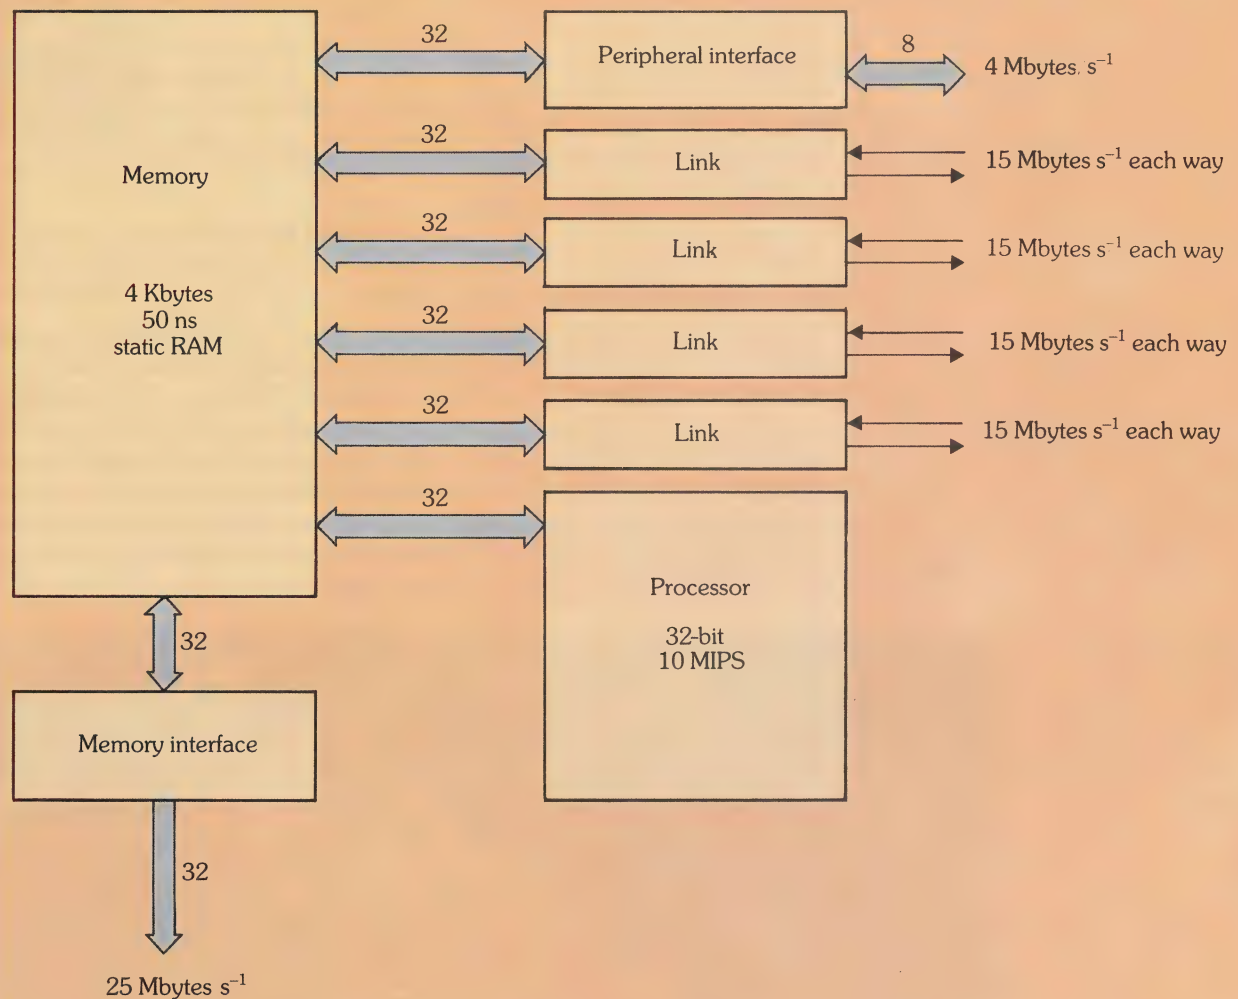 32
Peripheral interface
8
4 Mbytes s⁻¹
Memory
4 Kbytes
50 ns
static RAM
32
Link
15 Mbytes s⁻¹ each way
32
Link
15 Mbytes s⁻¹ each way
32
Link
15 Mbytes s⁻¹ each way
32
Link
15 Mbytes s⁻¹ each way
32
Processor
32-bit
10 MIPS
32
Memory interface
32
25 Mbytes s⁻¹